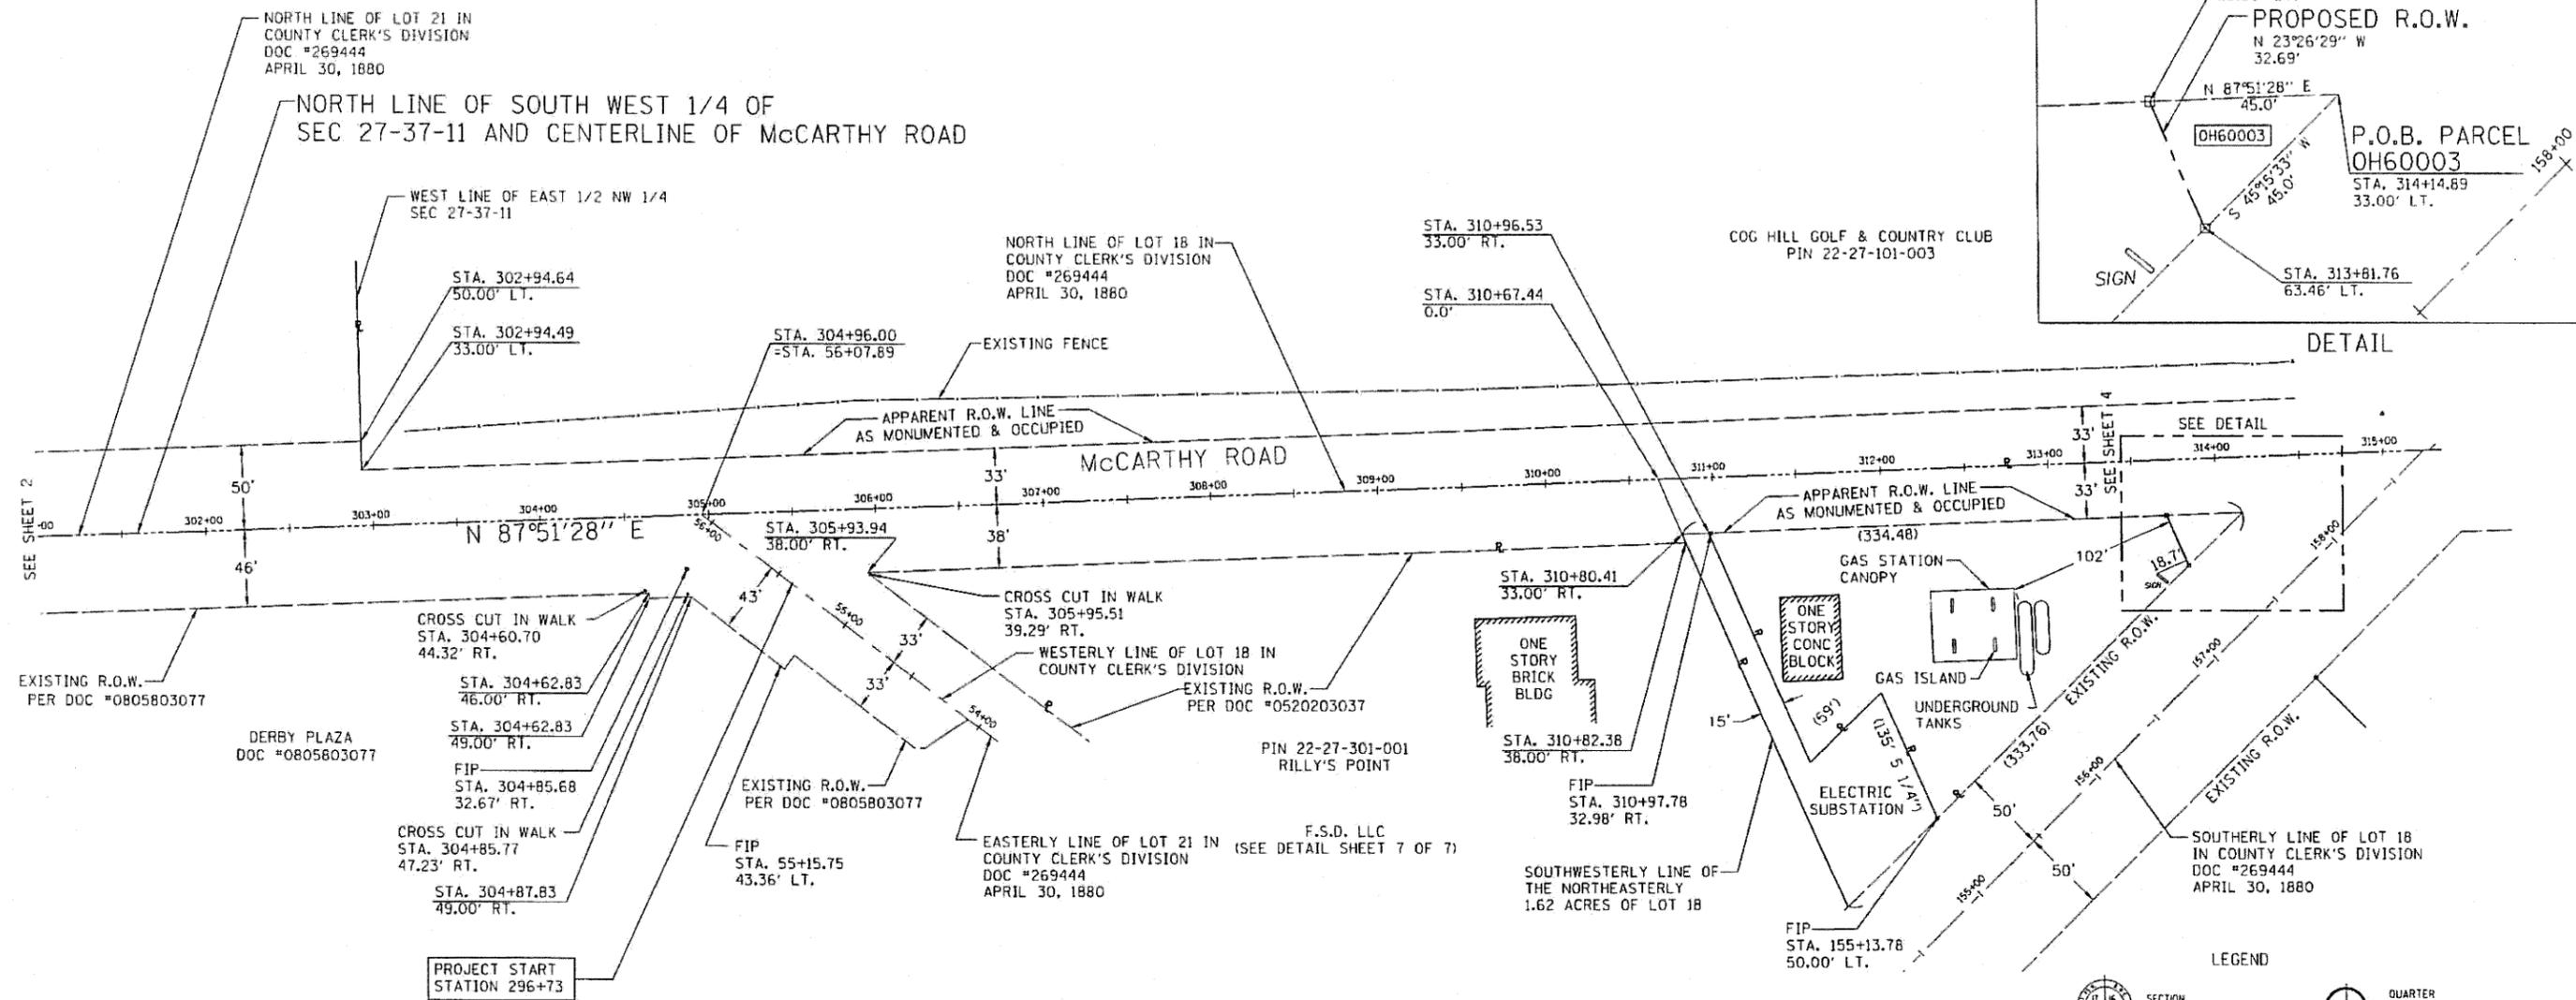 NORTH LINE OF LOT 21 IN
COUNTY CLERK'S DIVISION
DOC #269444
APRIL 30, 1880
NORTH LINE OF SOUTH WEST 1/4 OF
SEC 27-37-11 AND CENTERLINE OF McCARTHY ROAD
WEST LINE OF EAST 1/2 NW 1/4
SEC 27-37-11
STA. 302+94.64
50.00' LT.
STA. 302+94.49
33.00' LT.
STA. 304+96.00
=STA. 56+07.89
EXISTING FENCE
APPARENT R.O.W. LINE
AS MONUMENTED & OCCUPIED
NORTH LINE OF LOT 18 IN
COUNTY CLERK'S DIVISION
DOC #269444
APRIL 30, 1880
STA. 310+96.53
33.00' RT.
STA. 310+67.44
0.0'
COG HILL GOLF & COUNTRY CLUB
PIN 22-27-101-003
PROPOSED R.O.W.
N 23°26'29" W
32.69'
N 87°51'28" E
45.0'
OH60003
P.O.B. PARCEL
OH60003
STA. 314+14.89
33.00' LT.
S 45°15'33" W
45.0'
158+00
SIGN
STA. 313+81.76
63.46' LT.
DETAIL
SEE SHEET 2
50'
46'
-00
302+00
303+00
304+00
305+00
306+00
307+00
308+00
309+00
310+00
311+00
312+00
313+00
314+00
315+00
McCARTHY ROAD
33'
38'
33'
33'
SEE SHEET 4
SEE DETAIL
N 87°51'28" E
56+00
STA. 305+93.94
38.00' RT.
APPARENT R.O.W. LINE
AS MONUMENTED & OCCUPIED
(334.48)
102'
18.7'
SIGN
158+00
GAS STATION
CANOPY
STA. 310+80.41
33.00' RT.
CROSS CUT IN WALK
STA. 304+60.70
44.32' RT.
43'
55+00
33'
33'
CROSS CUT IN WALK
STA. 305+95.51
39.29' RT.
WESTERLY LINE OF LOT 18 IN
COUNTY CLERK'S DIVISION
ONE
STORY
BRICK
BLDG
ONE
STORY
CONC
BLOCK
EXISTING R.O.W.
157+00
EXISTING R.O.W.
PER DOC #0805803077
STA. 304+62.83
46.00' RT.
STA. 304+62.83
49.00' RT.
EXISTING R.O.W.
PER DOC #0520203037
54+00
GAS ISLAND
UNDERGROUND
TANKS
15'
(59')
(135' 5 1/4")
(333.76)
DERBY PLAZA
DOC #0805803077
PIN 22-27-301-001
RILLY'S POINT
STA. 310+82.38
38.00' RT.
FIP
STA. 304+85.68
32.67' RT.
EXISTING R.O.W.
PER DOC #0805803077
FIP
STA. 310+97.78
32.98' RT.
ELECTRIC
SUBSTATION
156+00
EXISTING R.O.W.
50'
50'
155+00
CROSS CUT IN WALK
STA. 304+85.77
47.23' RT.
STA. 304+87.83
49.00' RT.
FIP
STA. 55+15.75
43.36' LT.
EASTERLY LINE OF LOT 21 IN
COUNTY CLERK'S DIVISION
DOC #269444
APRIL 30, 1880
F.S.D. LLC
(SEE DETAIL SHEET 7 OF 7)
SOUTHWESTERLY LINE OF
THE NORTHEASTERLY
1.62 ACRES OF LOT 18
SOUTHERLY LINE OF LOT 18
IN COUNTY CLERK'S DIVISION
DOC #269444
APRIL 30, 1880
FIP
STA. 155+13.78
50.00' LT.
PROJECT START
STATION 296+73
LEGEND
SECTION
QUARTER